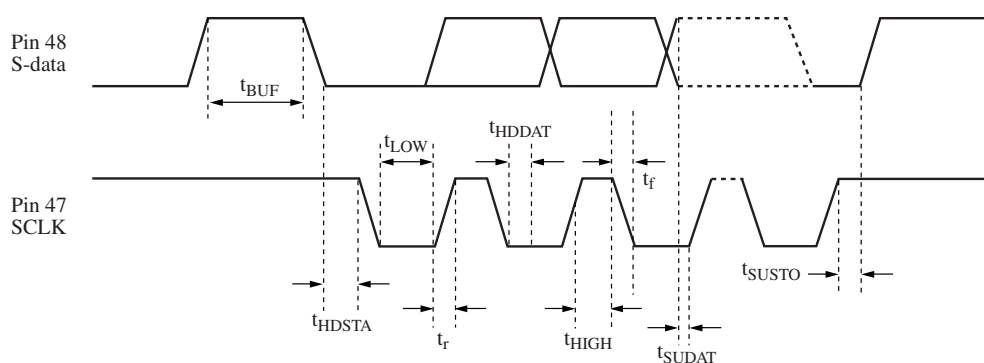 Pin 48
S-data
tBUF
tLOW
tHDDAT
tf
Pin 47
SCLK
tHDSTA
tr
tHIGH
tSUDAT
tSUSTO